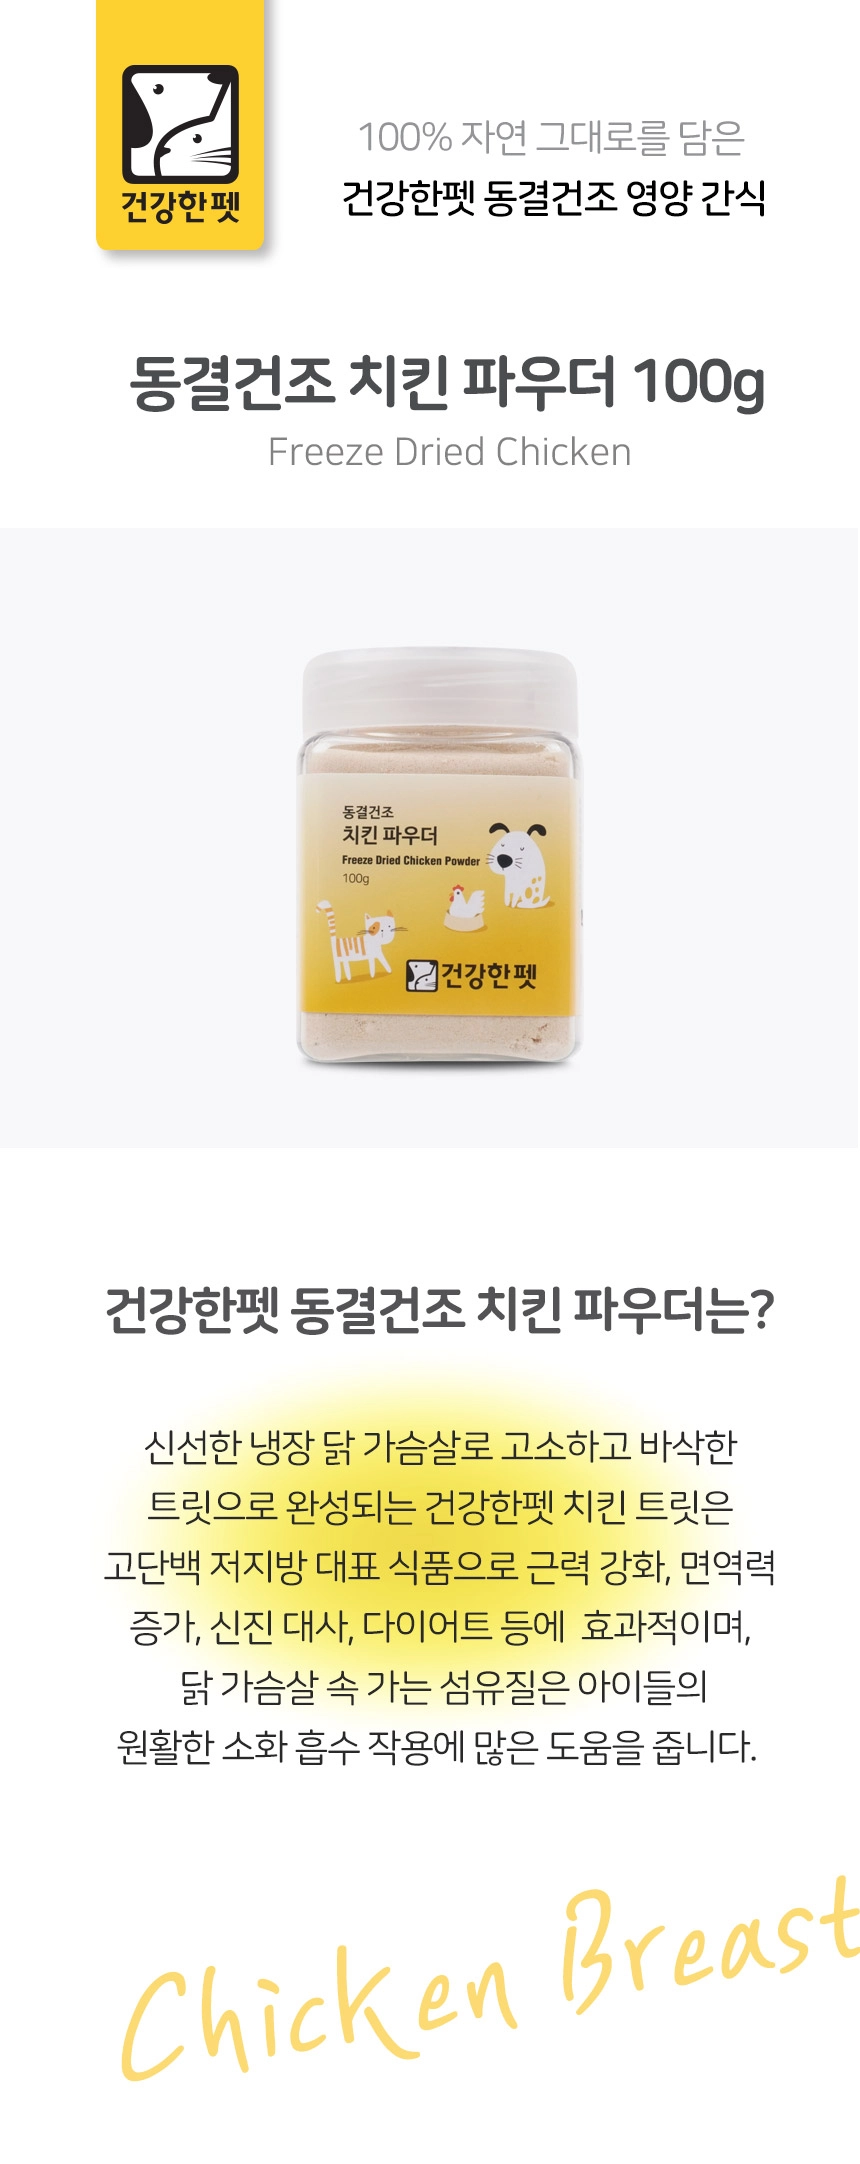 건강한펫
100% 자연 그대로를 담은
건강한펫 동결건조 영양 간식
동결건조 치킨 파우더 100g
Freeze Dried Chicken
동결건조
치킨 파우더
Freeze Dried Chicken Powder
100g
건강한펫
건강한펫 동결건조 치킨 파우더는?
신선한 냉장 닭 가슴살로 고소하고 바삭한
트릿으로 완성되는 건강한펫 치킨 트릿은
고단백 저지방 대표 식품으로 근력 강화, 면역력
증가, 신진 대사, 다이어트 등에 효과적이며,
닭 가슴살 속 가는 섬유질은 아이들의
원활한 소화 흡수 작용에 많은 도움을 줍니다.
Chicken Breast